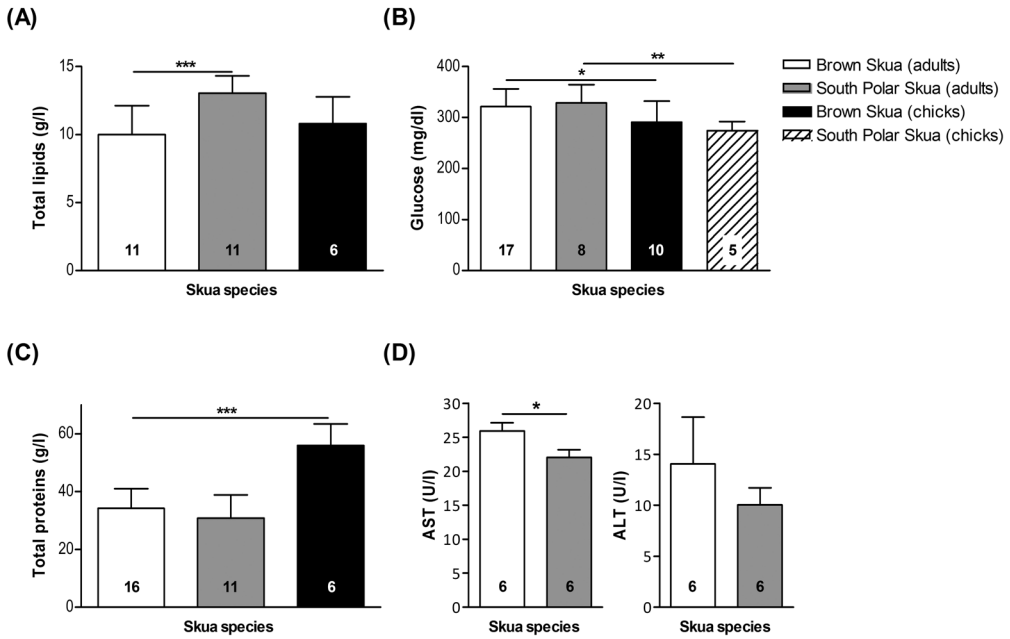 (A)
(B)
***
Total lipids (g/l)
15
10
5
0
11
11
6
Skua species
*
**
Glucose (mg/dl)
400
300
200
100
0
17
8
10
5
Skua species
Brown Skua (adults)
South Polar Skua (adults)
Brown Skua (chicks)
South Polar Skua (chicks)
(C)
(D)
***
Total proteins (g/l)
60
40
20
0
16
11
6
Skua species
*
AST (U/l)
30
25
20
15
10
5
0
6
6
Skua species
ALT (U/l)
20
15
10
5
0
6
6
Skua species